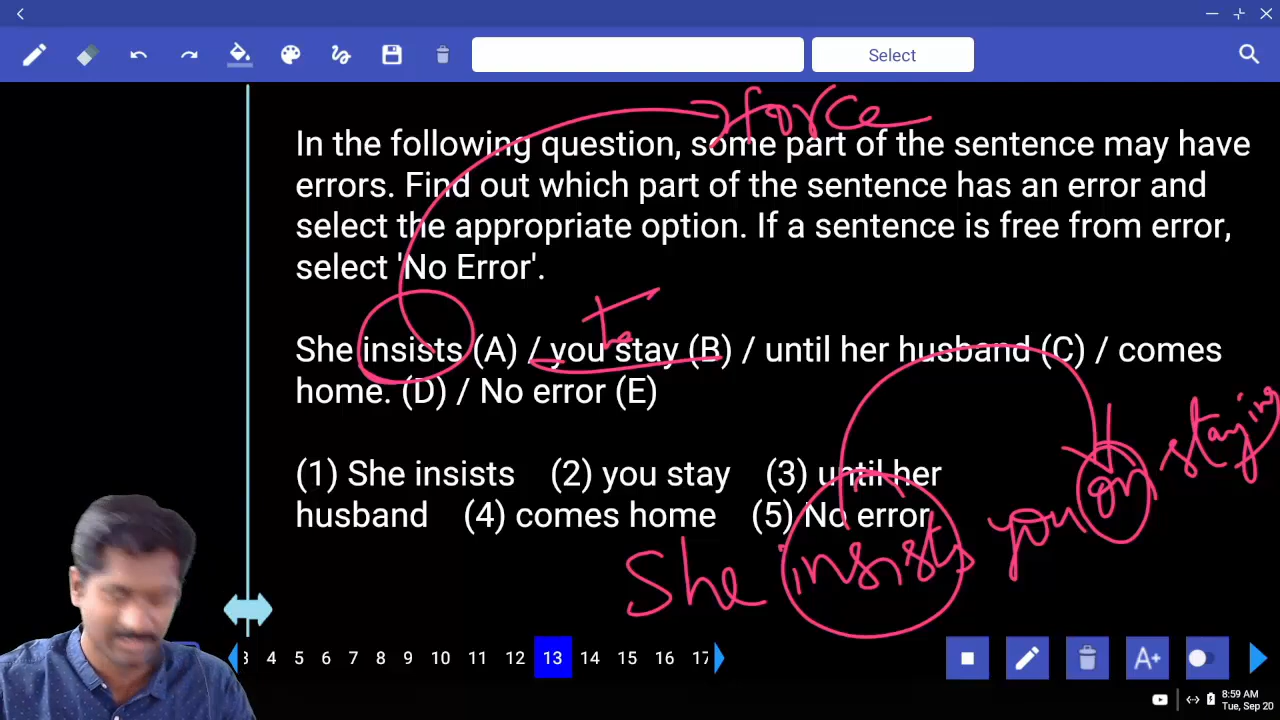 Select
force
In the following question, some part of the sentence may have
errors. Find out which part of the sentence has an error and
select the appropriate option. If a sentence is free from error,
select 'No Error'.
to
She insists (A) / you stay (B) / until her husband (C) / comes
home. (D) / No error (E)
(1) She insists (2) you stay (3) until her
husband (4) comes home (5) No error
She insists you on staying
3 4 5 6 7 8 9 10 11 12 13 14 15 16 17
A+
8:59 AM
Tue, Sep 20